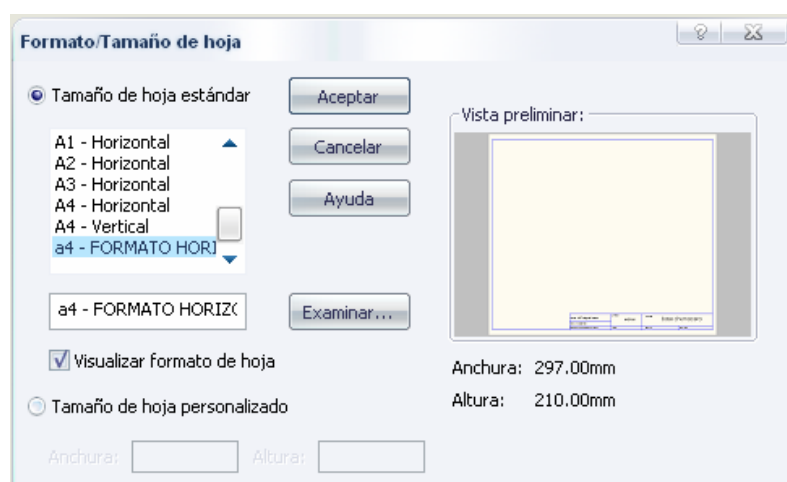 Formato/Tamaño de hoja
Tamaño de hoja estándar
A1 - Horizontal
A2 - Horizontal
A3 - Horizontal
A4 - Horizontal
A4 - Vertical
a4 - FORMATO HORI
a4 - FORMATO HORIZ(
Visualizar formato de hoja
Tamaño de hoja personalizado
Anchura:
Altura:
Aceptar
Cancelar
Ayuda
Examinar...
Vista preliminar:
Anchura: 297.00mm
Altura: 210.00mm